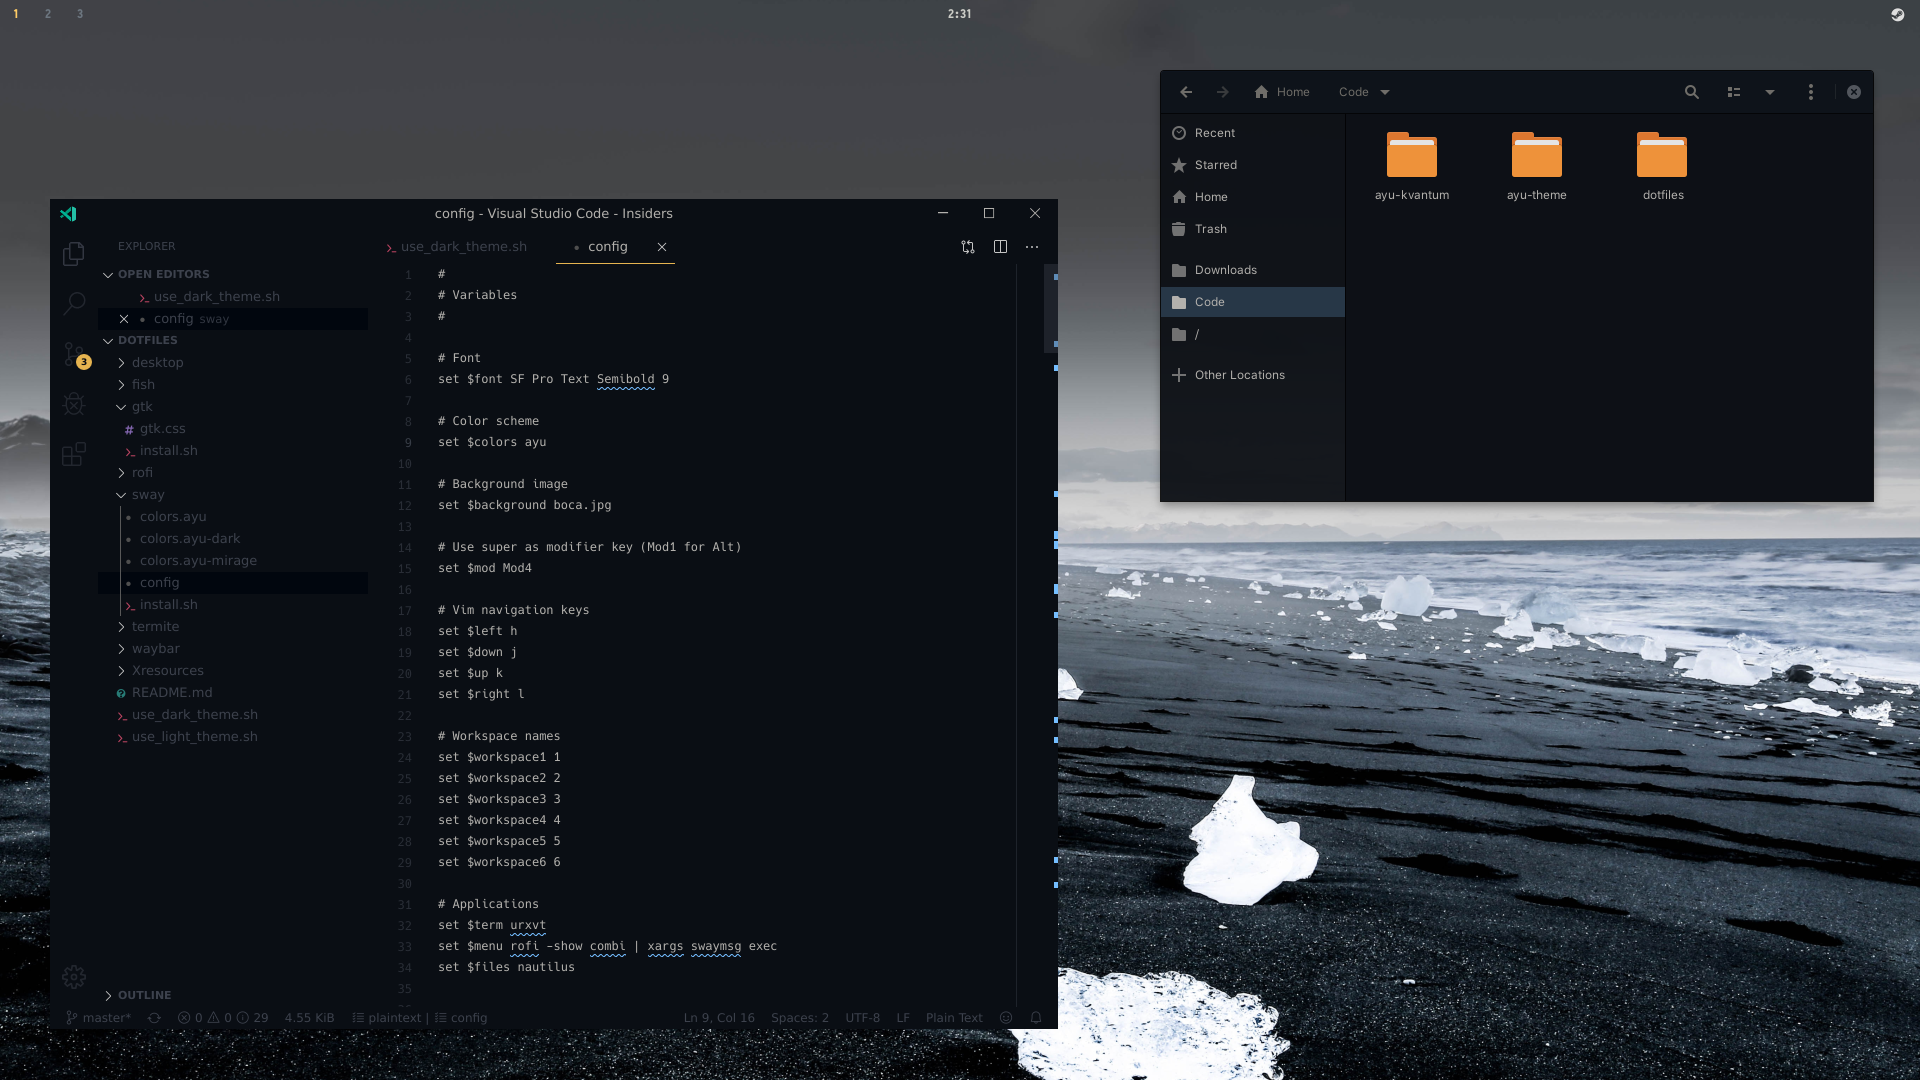 1 2 3
2:31
Home Code
Recent
Starred
Home
Trash
Downloads
Code
/
Other Locations
ayu-kvantum ayu-theme dotfiles
config - Visual Studio Code - Insiders
EXPLORER
OPEN EDITORS
use_dark_theme.sh
config sway
DOTFILES
desktop
fish
gtk
gtk.css
install.sh
rofi
sway
colors.ayu
colors.ayu-dark
colors.ayu-mirage
config
install.sh
termite
waybar
Xresources
README.md
use_dark_theme.sh
use_light_theme.sh
OUTLINE
3
use_dark_theme.sh config
1 #
2 # Variables
3 #
4
5 # Font
6 set $font SF Pro Text Semibold 9
7
8 # Color scheme
9 set $colors ayu
10
11 # Background image
12 set $background boca.jpg
13
14 # Use super as modifier key (Mod1 for Alt)
15 set $mod Mod4
16
17 # Vim navigation keys
18 set $left h
19 set $down j
20 set $up k
21 set $right l
22
23 # Workspace names
24 set $workspace1 1
25 set $workspace2 2
26 set $workspace3 3
27 set $workspace4 4
28 set $workspace5 5
29 set $workspace6 6
30
31 # Applications
32 set $term urxvt
33 set $menu rofi -show combi | xargs swaymsg exec
34 set $files nautilus
35
master* 0 0 29 4.55 KiB plaintext | config Ln 9, Col 16 Spaces: 2 UTF-8 LF Plain Text